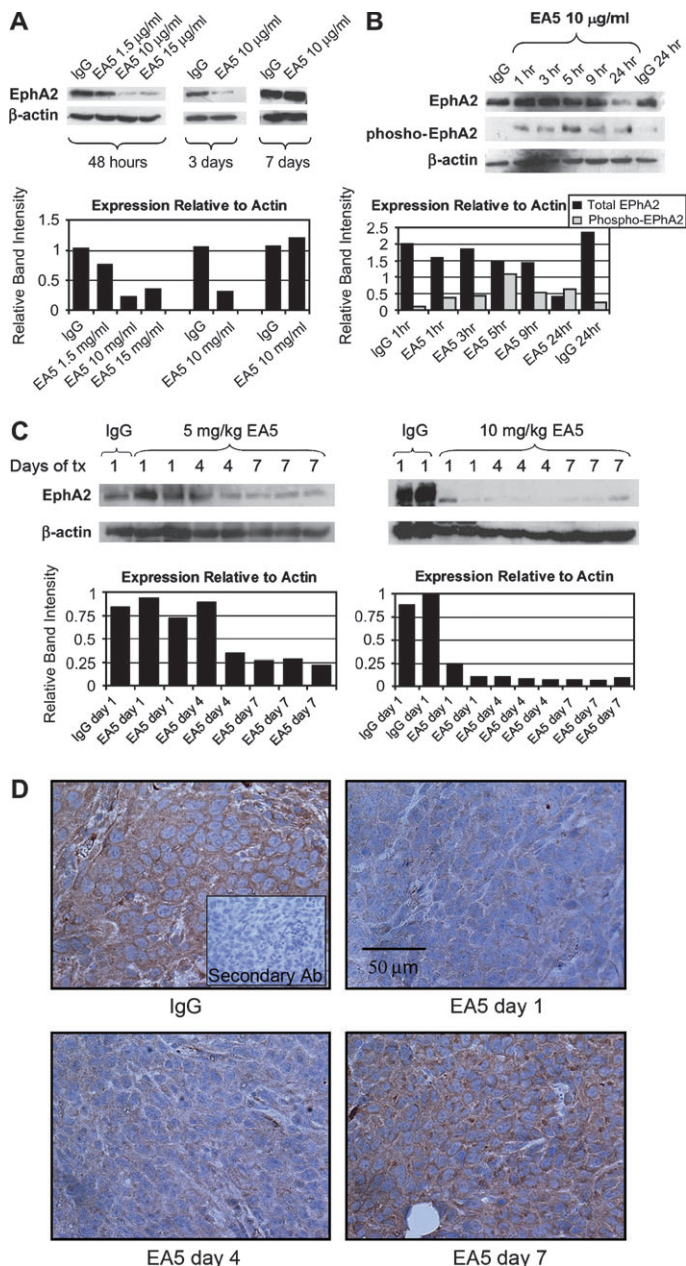 A
IgG
EA5 1.5 μg/ml
EA5 10 μg/ml
EA5 15 μg/ml
IgG
EA5 10 μg/ml
IgG
EA5 10 μg/ml
EphA2
β-actin
48 hours
3 days
7 days
Expression Relative to Actin
Relative Band Intensity
1.5
1
0.5
0
IgG
EA5 1.5 mg/ml
EA5 10 mg/ml
EA5 15 mg/ml
IgG
EA5 10 mg/ml
IgG
EA5 10 mg/ml
B
EA5 10 μg/ml
IgG
1 hr
3 hr
5 hr
9 hr
24 hr
IgG 24 hr
EphA2
phosho-EphA2
β-actin
Expression Relative to Actin
Total EPhA2
Phospho-EPhA2
Relative Band Intensity
2.5
2
1.5
1
0.5
0
IgG 1hr
EA5 1hr
EA5 3hr
EA5 5hr
EA5 9hr
EA5 24hr
IgG 24hr
C
IgG
5 mg/kg EA5
Days of tx
1 1 1 4 4 7 7 7
EphA2
β-actin
Expression Relative to Actin
Relative Band Intensity
1
0.75
0.5
0.25
0
IgG day 1
EA5 day 1
EA5 day 1
EA5 day 4
EA5 day 4
EA5 day 7
EA5 day 7
EA5 day 7
IgG
10 mg/kg EA5
1 1 1 1 4 4 4 7 7 7
Expression Relative to Actin
1
0.75
0.5
0.25
0
IgG day 1
IgG day 1
EA5 day 1
EA5 day 1
EA5 day 4
EA5 day 4
EA5 day 4
EA5 day 7
EA5 day 7
EA5 day 7
D
Secondary Ab
IgG
50 μm
EA5 day 1
EA5 day 4
EA5 day 7